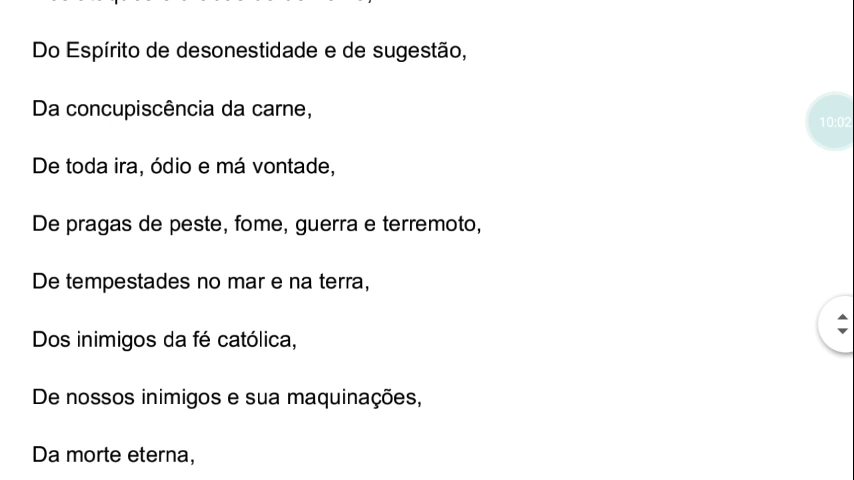 Do Espírito de desonestidade e de sugestão,
Da concupiscência da carne,
De toda ira, ódio e má vontade,
De pragas de peste, fome, guerra e terremoto,
De tempestades no mar e na terra,
Dos inimigos da fé católica,
De nossos inimigos e sua maquinações,
Da morte eterna,
10:02